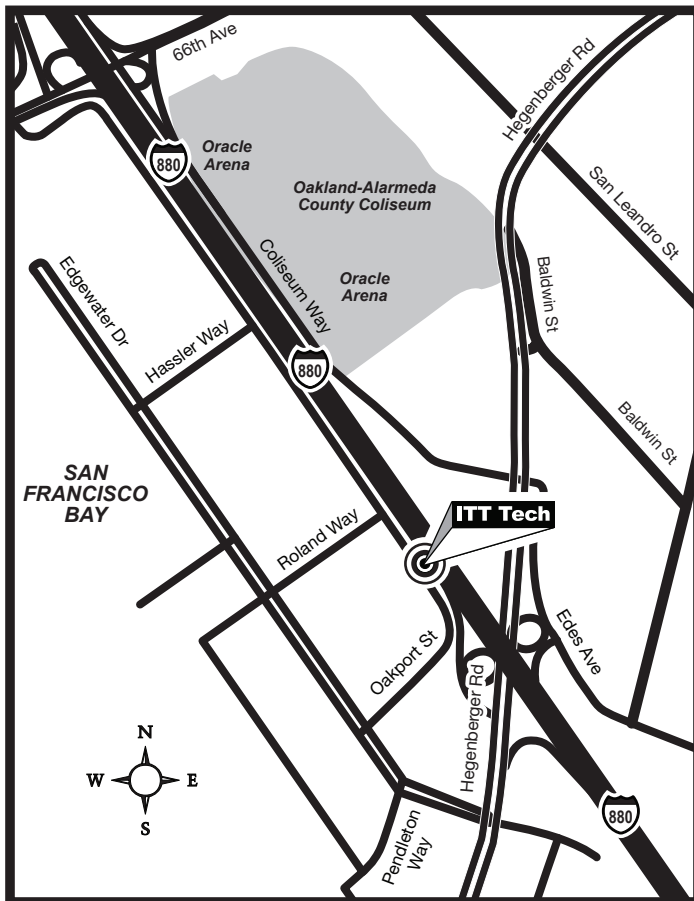 66th Ave
Hegenberger Rd
880
Oracle
Arena
Oakland-Alarmeda
County Coliseum
San Leandro St
Edgewater Dr
Coliseum Way
Oracle
Arena
Baldwin St
Hassler Way
880
Baldwin St
SAN
FRANCISCO
BAY
ITT Tech
Roland Way
Edes Ave
Oakport St
Hegenberger Rd
N
W E
S
880
Pendleton
Way